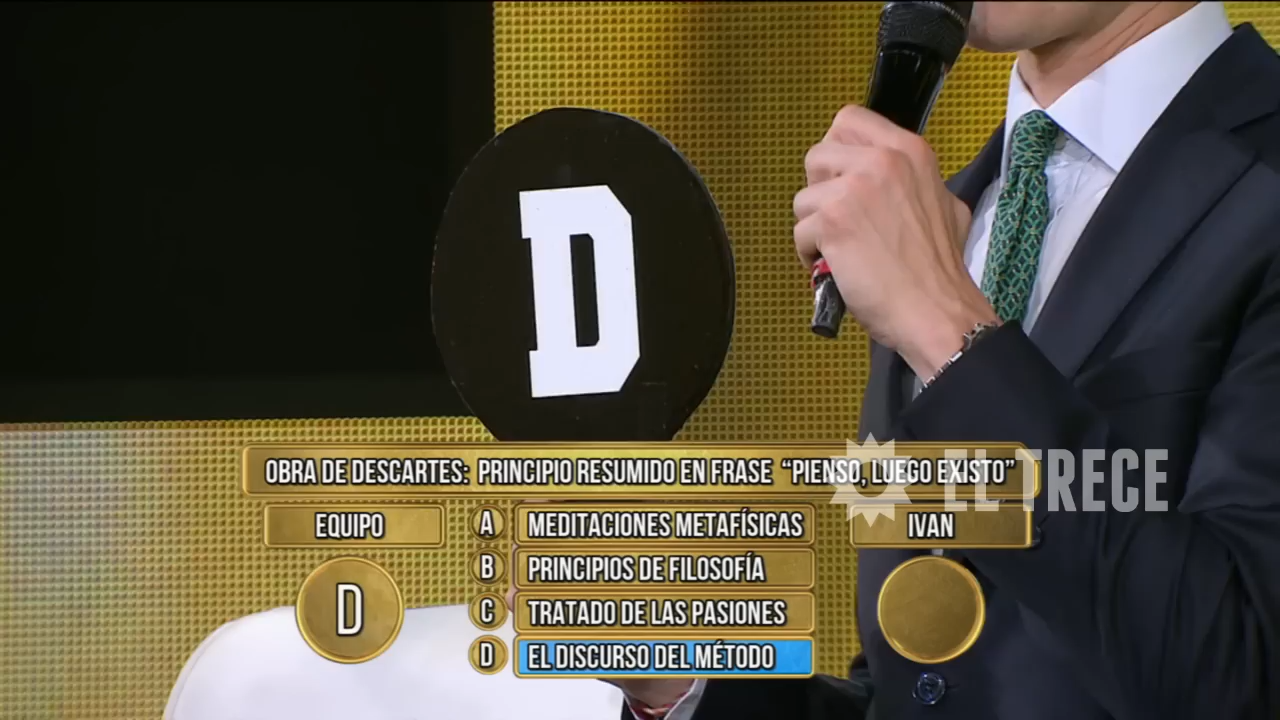 D
OBRA DE DESCARTES: PRINCIPIO RESUMIDO EN FRASE “PIENSO, LUEGO EXISTO”
EL TRECE
EQUIPO
D
A MEDITACIONES METAFÍSICAS
B PRINCIPIOS DE FILOSOFÍA
C TRATADO DE LAS PASIONES
D EL DISCURSO DEL MÉTODO
IVAN